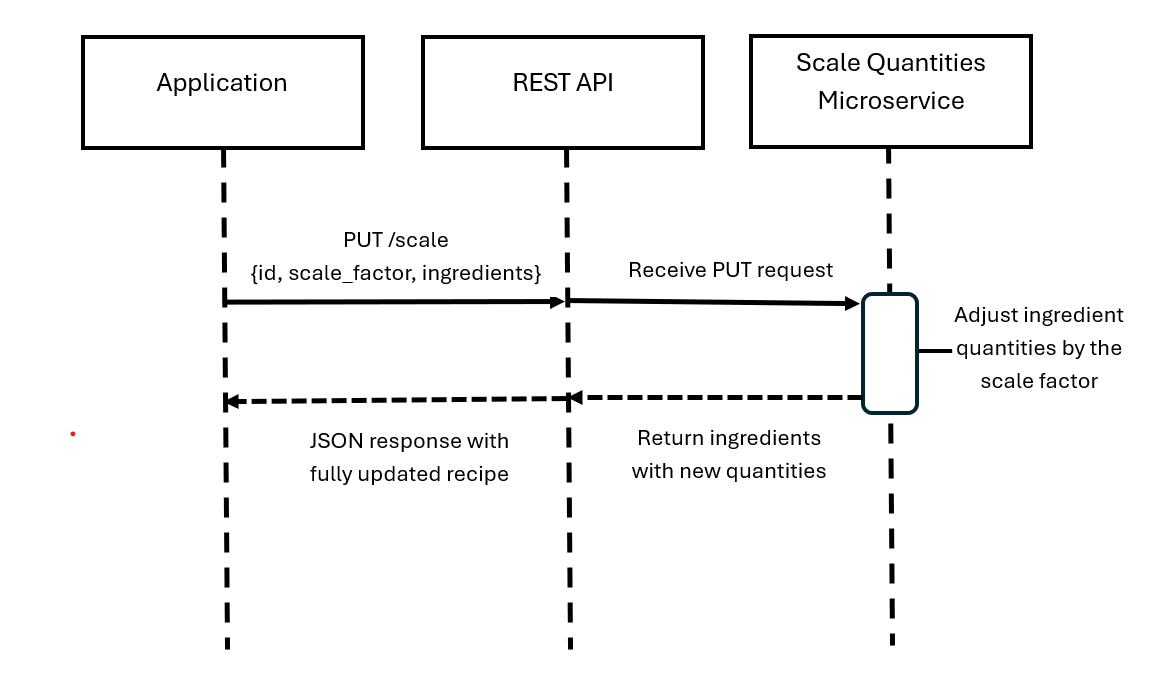 Application
REST API
Scale Quantities
Microservice
PUT /scale
{id, scale_factor, ingredients}
Receive PUT request
Adjust ingredient
quantities by the
scale factor
JSON response with
fully updated recipe
Return ingredients
with new quantities